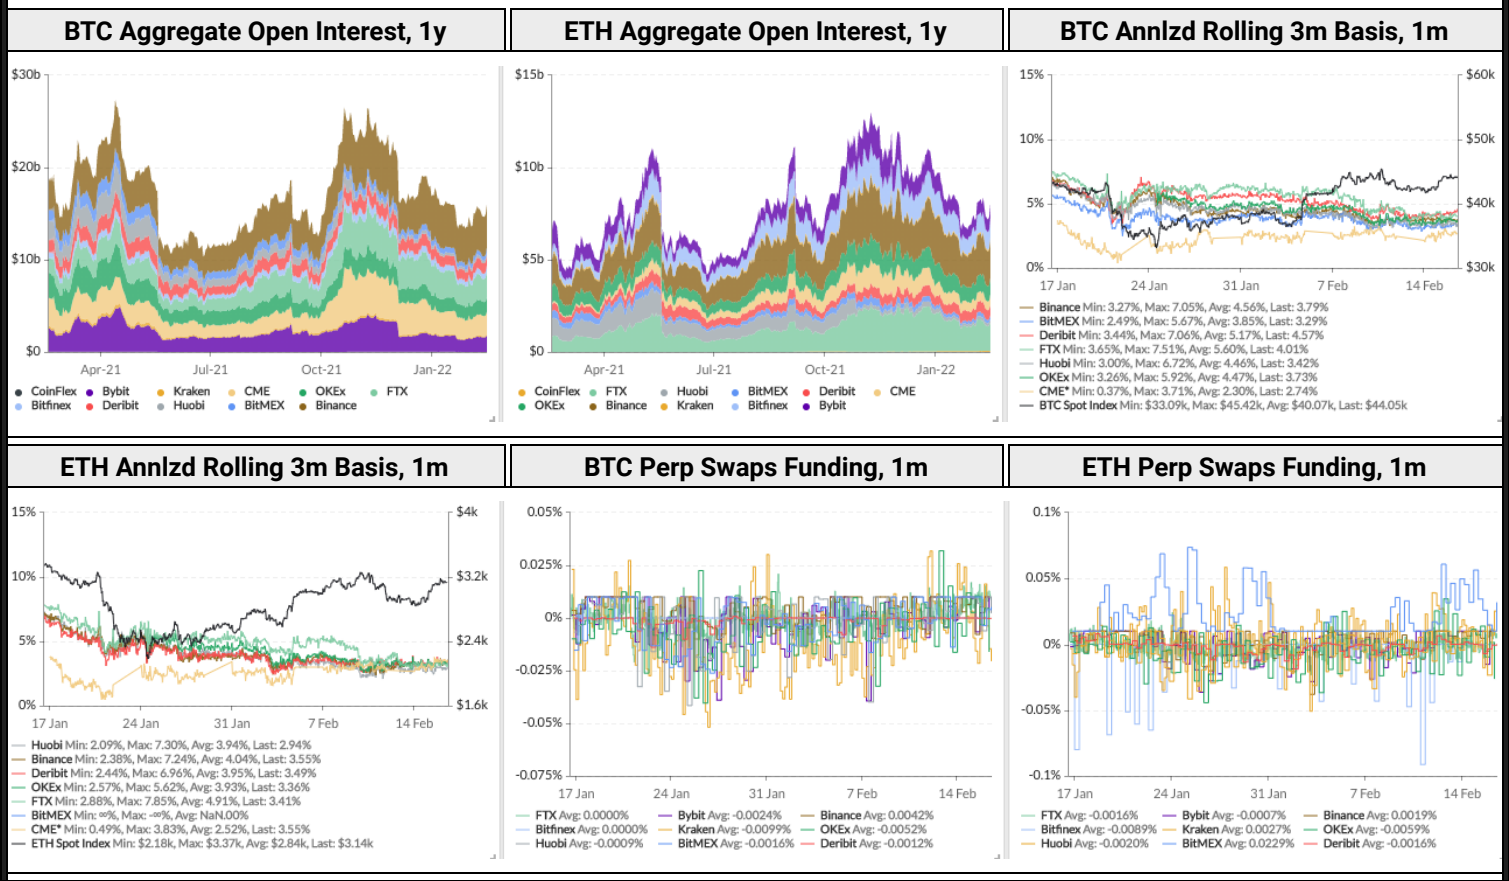 BTC Aggregate Open Interest, 1y
$30b
$20b
$10b
$0
Apr-21 Jul-21 Oct-21 Jan-22
CoinFlex Bybit Kraken CME OKEx FTX
Bitfinex Deribit Huobi BitMEX Binance
ETH Aggregate Open Interest, 1y
$15b
$10b
$5b
$0
Apr-21 Jul-21 Oct-21 Jan-22
CoinFlex FTX Huobi BitMEX Deribit CME
OKEx Binance Kraken Bitfinex Bybit
BTC Annlzd Rolling 3m Basis, 1m
15% $60k
10% $50k
5% $40k
0% $30k
17 Jan 24 Jan 31 Jan 7 Feb 14 Feb
Binance Min: 3.27%, Max: 7.05%, Avg: 4.56%, Last: 3.79%
BitMEX Min: 2.49%, Max: 5.67%, Avg: 3.85%, Last: 3.29%
Deribit Min: 3.44%, Max: 7.06%, Avg: 5.17%, Last: 4.57%
FTX Min: 3.65%, Max: 7.51%, Avg: 5.60%, Last: 4.01%
Huobi Min: 3.00%, Max: 6.72%, Avg: 4.46%, Last: 3.42%
OKEx Min: 3.26%, Max: 5.92%, Avg: 4.47%, Last: 3.73%
CME* Min: 0.37%, Max: 3.71%, Avg: 2.30%, Last: 2.74%
BTC Spot Index Min: $33.09k, Max: $45.42k, Avg: $40.07k, Last: $44.05k
ETH Annlzd Rolling 3m Basis, 1m
15% $4k
10% $3.2k
5% $2.4k
0% $1.6k
17 Jan 24 Jan 31 Jan 7 Feb 14 Feb
Huobi Min: 2.09%, Max: 7.30%, Avg: 3.94%, Last: 2.94%
Binance Min: 2.38%, Max: 7.24%, Avg: 4.04%, Last: 3.55%
Deribit Min: 2.44%, Max: 6.96%, Avg: 3.95%, Last: 3.49%
OKEx Min: 2.57%, Max: 5.62%, Avg: 3.93%, Last: 3.36%
FTX Min: 2.88%, Max: 7.85%, Avg: 4.91%, Last: 3.41%
BitMEX Min: ∞%, Max: -∞%, Avg: NaN.00%
CME* Min: 0.49%, Max: 3.83%, Avg: 2.52%, Last: 3.55%
ETH Spot Index Min: $2.18k, Max: $3.37k, Avg: $2.84k, Last: $3.14k
BTC Perp Swaps Funding, 1m
0.05%
0.025%
0%
-0.025%
-0.05%
-0.075%
17 Jan 24 Jan 31 Jan 7 Feb 14 Feb
FTX Avg: 0.0000% Bybit Avg: -0.0024% Binance Avg: 0.0042%
Bitfinex Avg: 0.0000% Kraken Avg: -0.0099% OKEx Avg: -0.0052%
Huobi Avg: -0.0009% BitMEX Avg: -0.0016% Deribit Avg: -0.0012%
ETH Perp Swaps Funding, 1m
0.1%
0.05%
0%
-0.05%
-0.1%
17 Jan 24 Jan 31 Jan 7 Feb 14 Feb
FTX Avg: -0.0016% Bybit Avg: -0.0007% Binance Avg: 0.0019%
Bitfinex Avg: -0.0089% Kraken Avg: 0.0027% OKEx Avg: -0.0059%
Huobi Avg: -0.0020% BitMEX Avg: 0.0229% Deribit Avg: -0.0016%